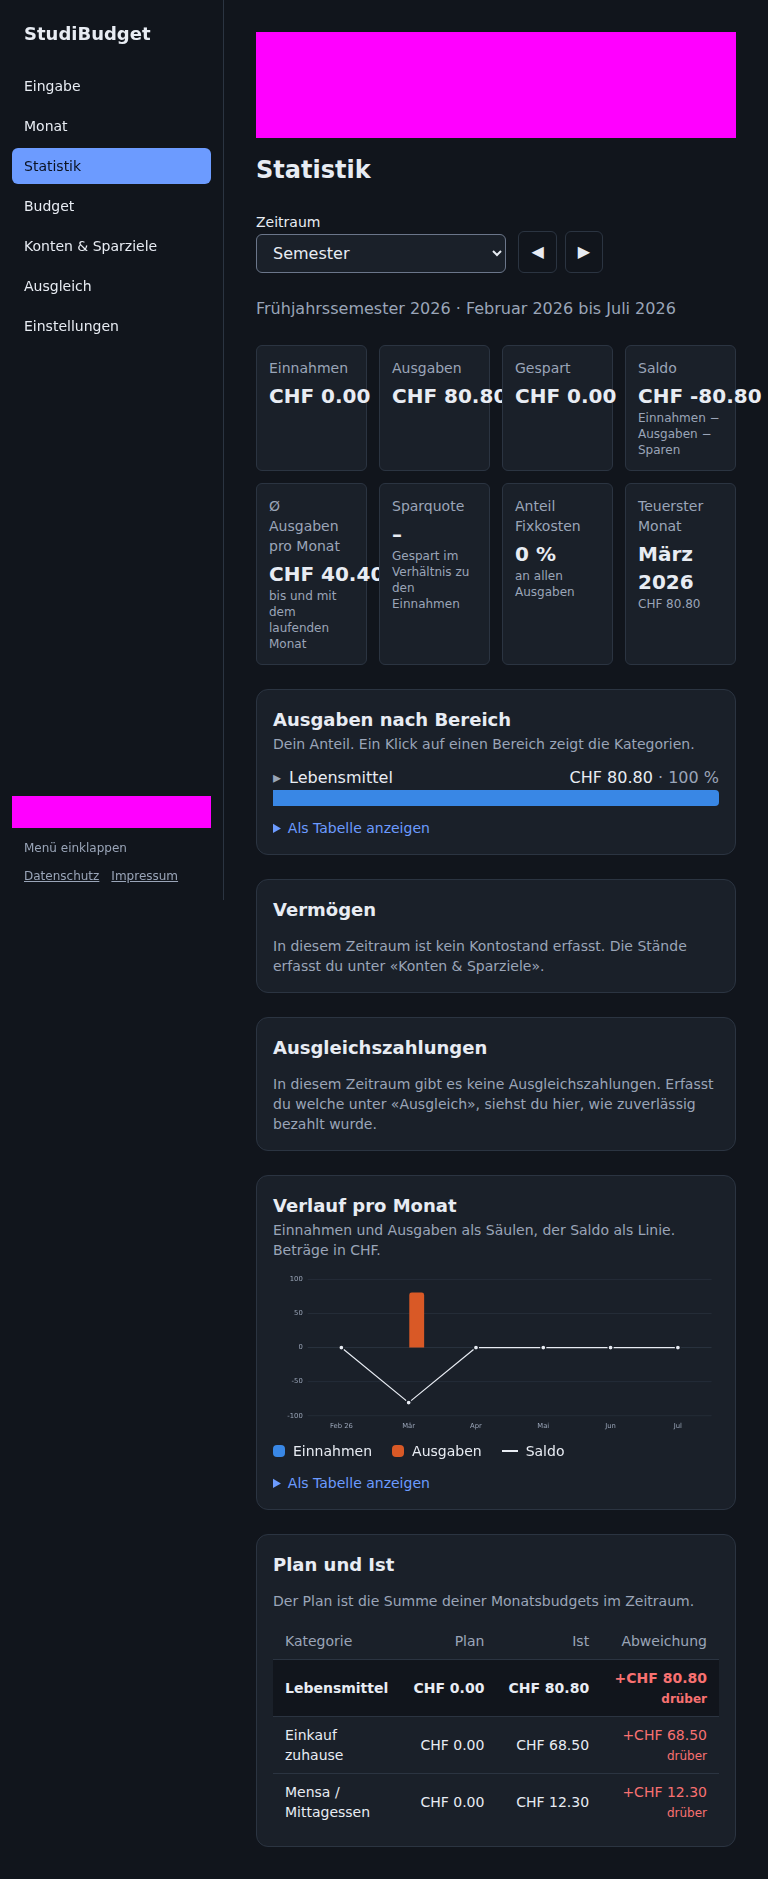 StudiBudget
Eingabe
Monat
Statistik
Budget
Konten & Sparziele
Ausgleich
Einstellungen
Menü einklappen
Datenschutz Impressum
Statistik
Zeitraum
Semester
◀ ▶
Frühjahrssemester 2026 · Februar 2026 bis Juli 2026
Einnahmen
CHF 0.00
Ausgaben
CHF 80.80
Gespart
CHF 0.00
Saldo
CHF -80.80
Einnahmen −
Ausgaben −
Sparen
Ø
Ausgaben
pro Monat
CHF 40.40
bis und mit
dem
laufenden
Monat
Sparquote
–
Gespart im
Verhältnis zu
den
Einnahmen
Anteil
Fixkosten
0 %
an allen
Ausgaben
Teuerster
Monat
März
2026
CHF 80.80
Ausgaben nach Bereich
Dein Anteil. Ein Klick auf einen Bereich zeigt die Kategorien.
▶ Lebensmittel CHF 80.80 · 100 %
▶ Als Tabelle anzeigen
Vermögen
In diesem Zeitraum ist kein Kontostand erfasst. Die Stände
erfasst du unter «Konten & Sparziele».
Ausgleichszahlungen
In diesem Zeitraum gibt es keine Ausgleichszahlungen. Erfasst
du welche unter «Ausgleich», siehst du hier, wie zuverlässig
bezahlt wurde.
Verlauf pro Monat
Einnahmen und Ausgaben als Säulen, der Saldo als Linie.
Beträge in CHF.
100
50
0
-50
-100
Feb 26 Mär Apr Mai Jun Jul
Einnahmen Ausgaben Saldo
▶ Als Tabelle anzeigen
Plan und Ist
Der Plan ist die Summe deiner Monatsbudgets im Zeitraum.
Kategorie Plan Ist Abweichung
Lebensmittel CHF 0.00 CHF 80.80 +CHF 80.80
drüber
Einkauf
zuhause CHF 0.00 CHF 68.50 +CHF 68.50
drüber
Mensa /
Mittagessen CHF 0.00 CHF 12.30 +CHF 12.30
drüber